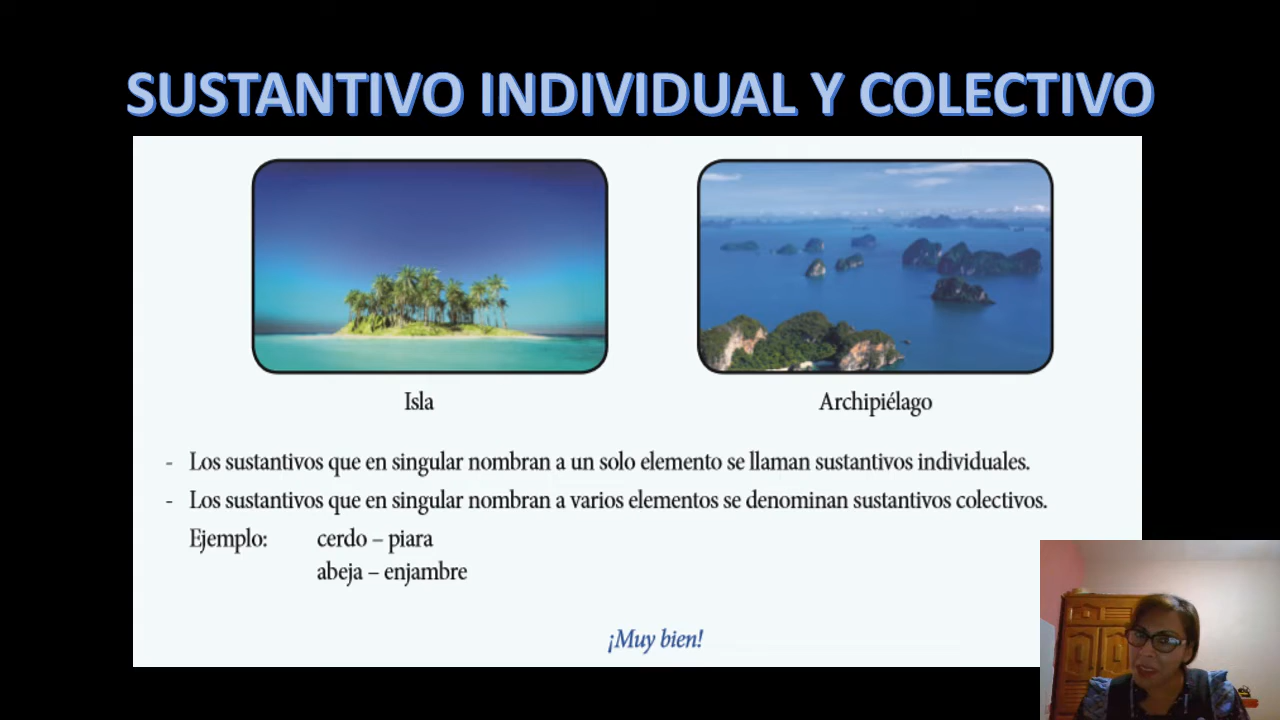 SUSTANTIVO INDIVIDUAL Y COLECTIVO
Isla
Archipiélago
- Los sustantivos que en singular nombran a un solo elemento se llaman sustantivos individuales.
- Los sustantivos que en singular nombran a varios elementos se denominan sustantivos colectivos.
Ejemplo: cerdo – piara
abeja – enjambre
¡Muy bien!